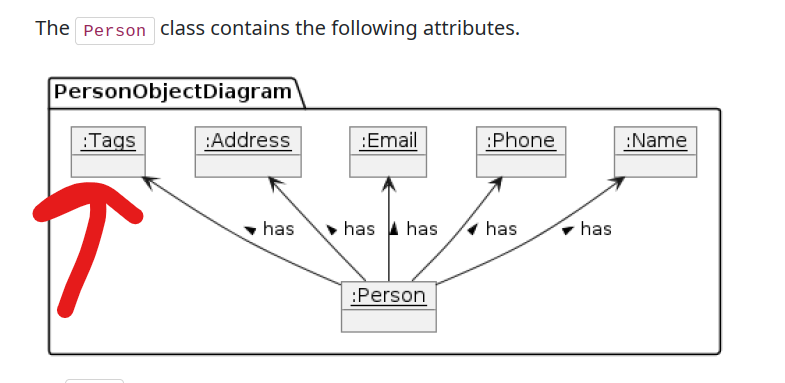 The Person class contains the following attributes.
PersonObjectDiagram
:Tags :Address :Email :Phone :Name
has has has has has
:Person